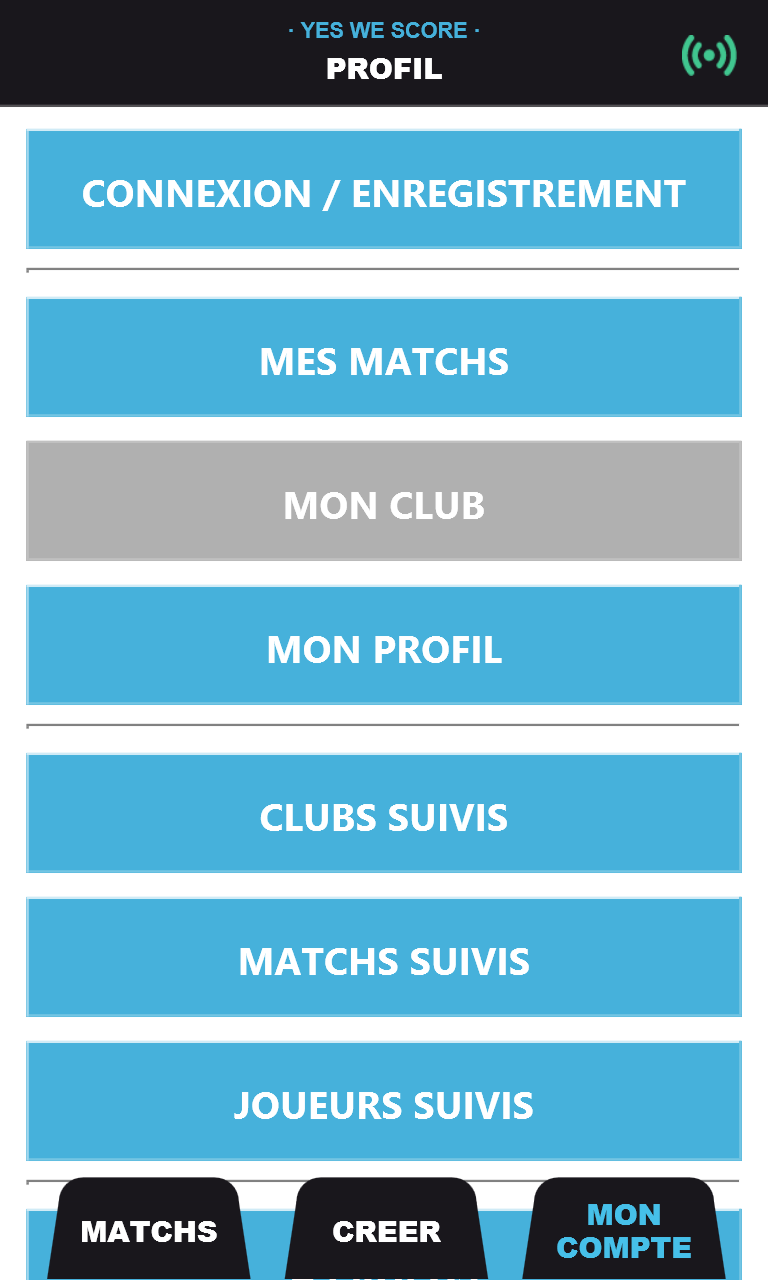 · YES WE SCORE ·
PROFIL
CONNEXION / ENREGISTREMENT
MES MATCHS
MON CLUB
MON PROFIL
CLUBS SUIVIS
MATCHS SUIVIS
JOUEURS SUIVIS
MATCHS
CREER
MON
COMPTE